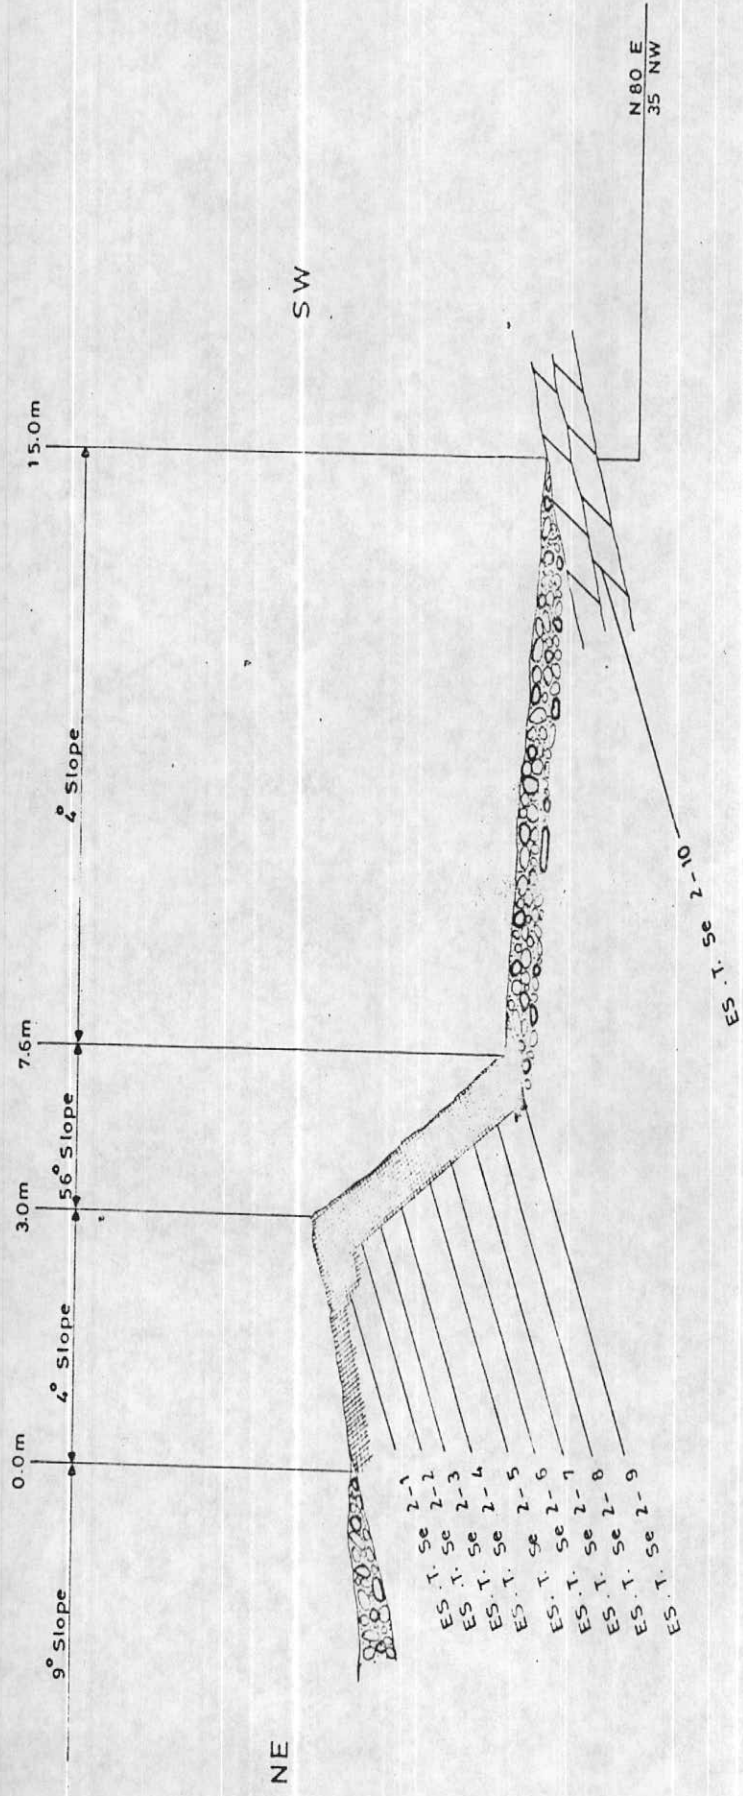 9° Slope
0.0m
4° Slope
3.0m
56° Slope
7.6m
4° Slope
15.0m
NE
SW
ES. T. Se 2-1
ES. T. Se 2-2
ES. T. Se 2-3
ES. T. Se 2-4
ES. T. Se 2-5
ES. T. Se 2-6
ES. T. Se 2-7
ES. T. Se 2-8
ES. T. Se 2-9
ES. T. Se 2-10
N 80 E
35 NW